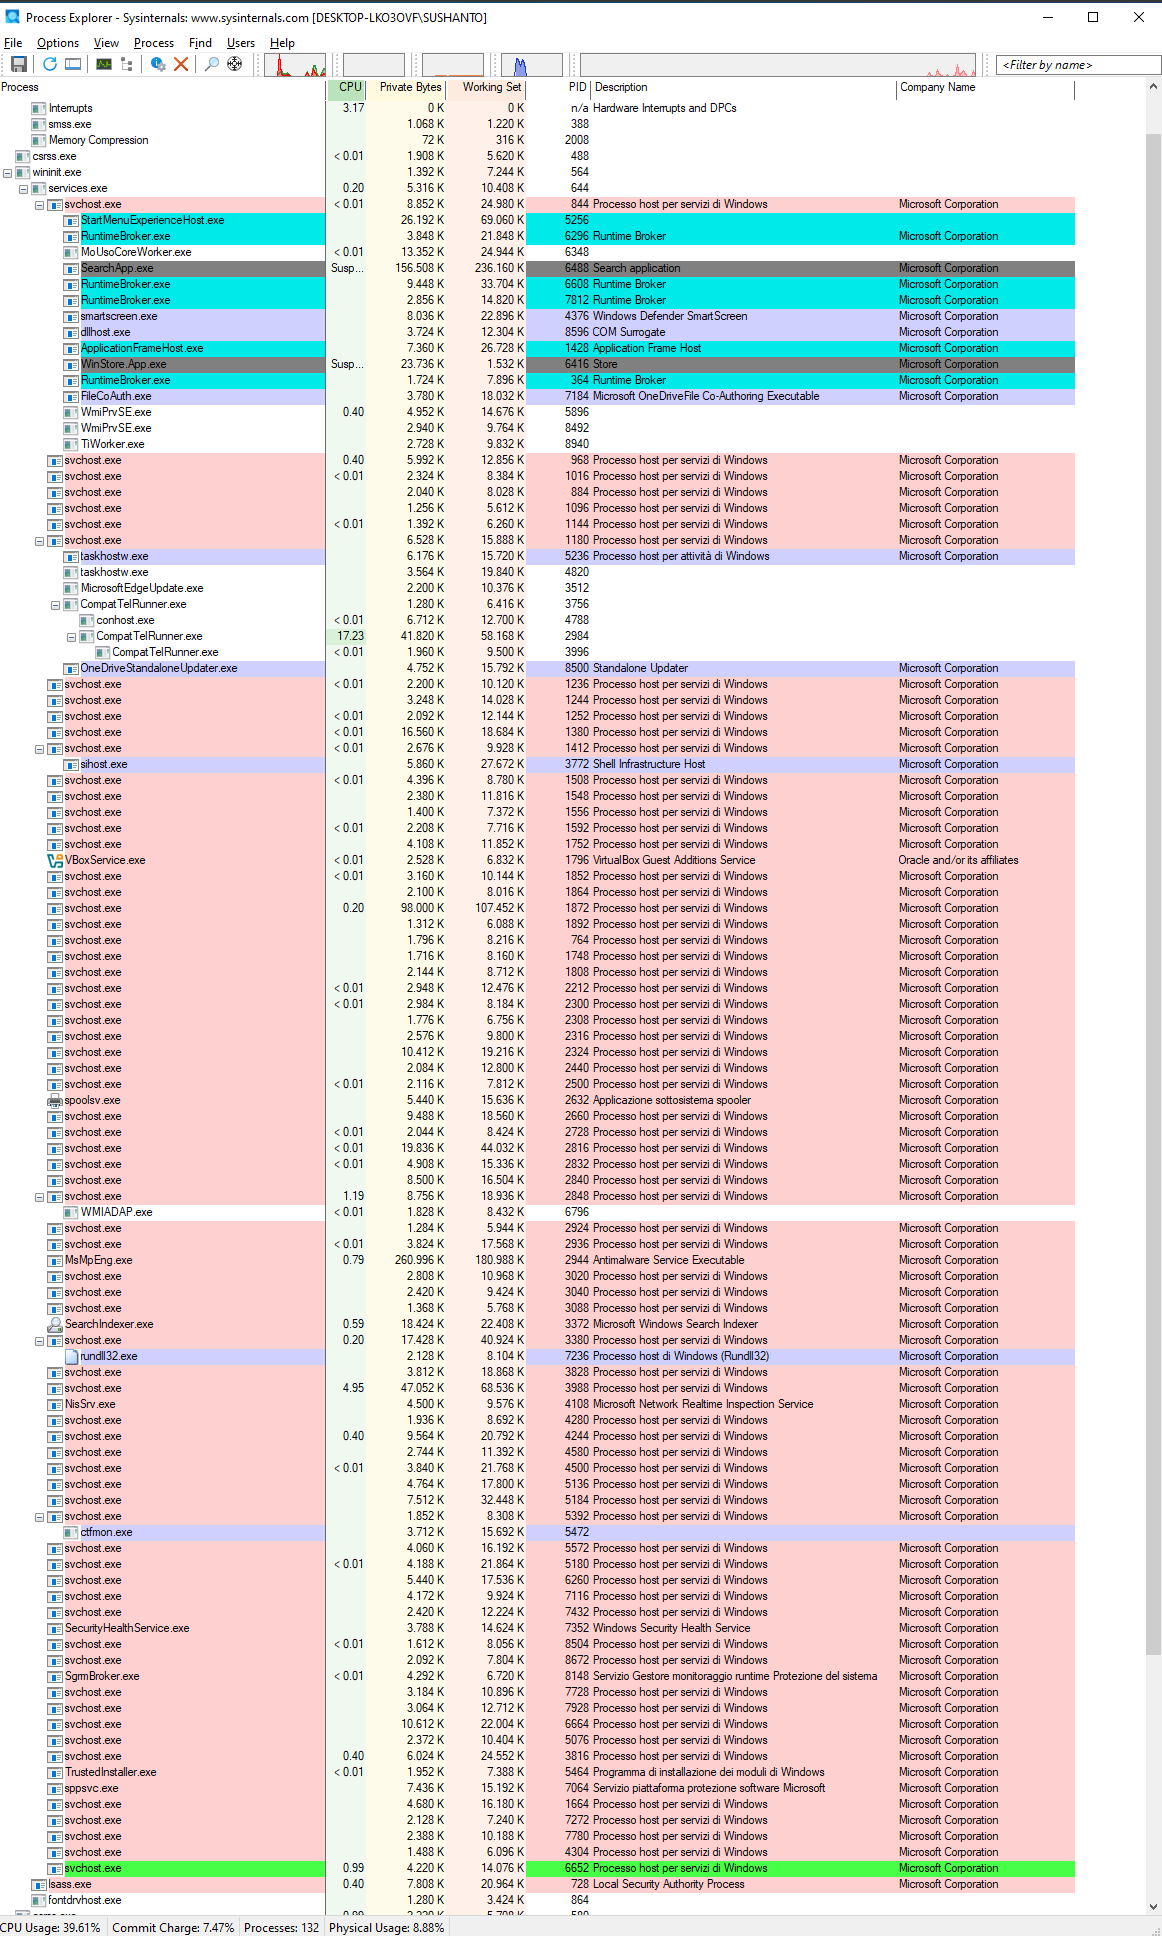 Process Explorer - Sysinternals: www.sysinternals.com [DESKTOP-LKO3OVF\SUSHANTO]
File Options View Process Find Users Help
<Filter by name>
Process CPU Private Bytes Working Set PID Description Company Name
Interrupts 3.17 0 K 0 K n/a Hardware Interrupts and DPCs
smss.exe 1.068 K 1.220 K 388
Memory Compression 72 K 316 K 2008
csrss.exe < 0.01 1.908 K 5.620 K 488
wininit.exe 1.392 K 7.244 K 564
services.exe 0.20 5.316 K 10.408 K 644
svchost.exe < 0.01 8.852 K 24.980 K 844 Processo host per servizi di Windows Microsoft Corporation
StartMenuExperienceHost.exe 26.192 K 69.060 K 5256
RuntimeBroker.exe 3.848 K 21.848 K 6296 Runtime Broker Microsoft Corporation
MoUsoCoreWorker.exe < 0.01 13.352 K 24.944 K 6348
SearchApp.exe Susp... 156.508 K 236.160 K 6488 Search application Microsoft Corporation
RuntimeBroker.exe 9.448 K 33.704 K 6608 Runtime Broker Microsoft Corporation
RuntimeBroker.exe 2.856 K 14.820 K 7812 Runtime Broker Microsoft Corporation
smartscreen.exe 8.036 K 22.896 K 4376 Windows Defender SmartScreen Microsoft Corporation
dllhost.exe 3.724 K 12.304 K 8596 COM Surrogate Microsoft Corporation
ApplicationFrameHost.exe 7.360 K 26.728 K 1428 Application Frame Host Microsoft Corporation
WinStore.App.exe Susp... 23.736 K 1.532 K 6416 Store Microsoft Corporation
RuntimeBroker.exe 1.724 K 7.896 K 364 Runtime Broker Microsoft Corporation
FileCoAuth.exe 3.780 K 18.032 K 7184 Microsoft OneDriveFile Co-Authoring Executable Microsoft Corporation
WmiPrvSE.exe 0.40 4.952 K 14.676 K 5896
WmiPrvSE.exe 2.940 K 9.764 K 8492
TiWorker.exe 2.728 K 9.832 K 8940
svchost.exe 0.40 5.992 K 12.856 K 968 Processo host per servizi di Windows Microsoft Corporation
svchost.exe < 0.01 2.324 K 8.384 K 1016 Processo host per servizi di Windows Microsoft Corporation
svchost.exe 2.040 K 8.028 K 884 Processo host per servizi di Windows Microsoft Corporation
svchost.exe 1.256 K 5.612 K 1096 Processo host per servizi di Windows Microsoft Corporation
svchost.exe < 0.01 1.392 K 6.260 K 1144 Processo host per servizi di Windows Microsoft Corporation
svchost.exe 6.528 K 15.888 K 1180 Processo host per servizi di Windows Microsoft Corporation
taskhostw.exe 6.176 K 15.720 K 5236 Processo host per attività di Windows Microsoft Corporation
taskhostw.exe 3.564 K 19.840 K 4820
MicrosoftEdgeUpdate.exe 2.200 K 10.376 K 3512
CompatTelRunner.exe 1.280 K 6.416 K 3756
conhost.exe < 0.01 6.712 K 12.700 K 4788
CompatTelRunner.exe 17.23 41.820 K 58.168 K 2984
CompatTelRunner.exe < 0.01 1.960 K 9.500 K 3996
OneDriveStandaloneUpdater.exe 4.752 K 15.792 K 8500 Standalone Updater Microsoft Corporation
svchost.exe < 0.01 2.200 K 10.120 K 1236 Processo host per servizi di Windows Microsoft Corporation
svchost.exe 3.248 K 14.028 K 1244 Processo host per servizi di Windows Microsoft Corporation
svchost.exe < 0.01 2.092 K 12.144 K 1252 Processo host per servizi di Windows Microsoft Corporation
svchost.exe < 0.01 16.560 K 18.684 K 1380 Processo host per servizi di Windows Microsoft Corporation
svchost.exe < 0.01 2.676 K 9.928 K 1412 Processo host per servizi di Windows Microsoft Corporation
sihost.exe 5.860 K 27.672 K 3772 Shell Infrastructure Host Microsoft Corporation
svchost.exe < 0.01 4.396 K 8.780 K 1508 Processo host per servizi di Windows Microsoft Corporation
svchost.exe 2.380 K 11.816 K 1548 Processo host per servizi di Windows Microsoft Corporation
svchost.exe 1.400 K 7.372 K 1556 Processo host per servizi di Windows Microsoft Corporation
svchost.exe < 0.01 2.208 K 7.716 K 1592 Processo host per servizi di Windows Microsoft Corporation
svchost.exe 4.108 K 11.852 K 1752 Processo host per servizi di Windows Microsoft Corporation
VBoxService.exe < 0.01 2.528 K 6.832 K 1796 VirtualBox Guest Additions Service Oracle and/or its affiliates
svchost.exe < 0.01 3.160 K 10.144 K 1852 Processo host per servizi di Windows Microsoft Corporation
svchost.exe 2.100 K 8.016 K 1864 Processo host per servizi di Windows Microsoft Corporation
svchost.exe 0.20 98.000 K 107.452 K 1872 Processo host per servizi di Windows Microsoft Corporation
svchost.exe 1.312 K 6.088 K 1892 Processo host per servizi di Windows Microsoft Corporation
svchost.exe 1.796 K 8.216 K 764 Processo host per servizi di Windows Microsoft Corporation
svchost.exe 1.716 K 8.160 K 1748 Processo host per servizi di Windows Microsoft Corporation
svchost.exe 2.144 K 8.712 K 1808 Processo host per servizi di Windows Microsoft Corporation
svchost.exe < 0.01 2.948 K 12.476 K 2212 Processo host per servizi di Windows Microsoft Corporation
svchost.exe < 0.01 2.984 K 8.184 K 2300 Processo host per servizi di Windows Microsoft Corporation
svchost.exe 1.776 K 6.756 K 2308 Processo host per servizi di Windows Microsoft Corporation
svchost.exe 2.576 K 9.800 K 2316 Processo host per servizi di Windows Microsoft Corporation
svchost.exe 10.412 K 19.216 K 2324 Processo host per servizi di Windows Microsoft Corporation
svchost.exe 2.084 K 12.800 K 2440 Processo host per servizi di Windows Microsoft Corporation
svchost.exe < 0.01 2.116 K 7.812 K 2500 Processo host per servizi di Windows Microsoft Corporation
spoolsv.exe 5.440 K 15.636 K 2632 Applicazione sottosistema spooler Microsoft Corporation
svchost.exe 9.488 K 18.560 K 2660 Processo host per servizi di Windows Microsoft Corporation
svchost.exe < 0.01 2.044 K 8.424 K 2728 Processo host per servizi di Windows Microsoft Corporation
svchost.exe < 0.01 19.836 K 44.032 K 2816 Processo host per servizi di Windows Microsoft Corporation
svchost.exe < 0.01 4.908 K 15.336 K 2832 Processo host per servizi di Windows Microsoft Corporation
svchost.exe 8.500 K 16.504 K 2840 Processo host per servizi di Windows Microsoft Corporation
svchost.exe 1.19 8.756 K 18.936 K 2848 Processo host per servizi di Windows Microsoft Corporation
WMIADAP.exe < 0.01 1.828 K 8.432 K 6796
svchost.exe 1.284 K 5.944 K 2924 Processo host per servizi di Windows Microsoft Corporation
svchost.exe < 0.01 3.824 K 17.568 K 2936 Processo host per servizi di Windows Microsoft Corporation
MsMpEng.exe 0.79 260.996 K 180.988 K 2944 Antimalware Service Executable Microsoft Corporation
svchost.exe 2.808 K 10.968 K 3020 Processo host per servizi di Windows Microsoft Corporation
svchost.exe 2.420 K 9.424 K 3040 Processo host per servizi di Windows Microsoft Corporation
svchost.exe 1.368 K 5.768 K 3088 Processo host per servizi di Windows Microsoft Corporation
SearchIndexer.exe 0.59 18.424 K 22.408 K 3372 Microsoft Windows Search Indexer Microsoft Corporation
svchost.exe 0.20 17.428 K 40.924 K 3380 Processo host per servizi di Windows Microsoft Corporation
rundll32.exe 2.128 K 8.104 K 7236 Processo host di Windows (Rundll32) Microsoft Corporation
svchost.exe 3.812 K 18.868 K 3828 Processo host per servizi di Windows Microsoft Corporation
svchost.exe 4.95 47.052 K 68.536 K 3988 Processo host per servizi di Windows Microsoft Corporation
NisSrv.exe 4.500 K 9.576 K 4108 Microsoft Network Realtime Inspection Service Microsoft Corporation
svchost.exe 1.936 K 8.692 K 4280 Processo host per servizi di Windows Microsoft Corporation
svchost.exe 0.40 9.564 K 20.792 K 4244 Processo host per servizi di Windows Microsoft Corporation
svchost.exe 2.744 K 11.392 K 4580 Processo host per servizi di Windows Microsoft Corporation
svchost.exe < 0.01 3.840 K 21.768 K 4500 Processo host per servizi di Windows Microsoft Corporation
svchost.exe 4.764 K 17.800 K 5136 Processo host per servizi di Windows Microsoft Corporation
svchost.exe 7.512 K 32.448 K 5184 Processo host per servizi di Windows Microsoft Corporation
svchost.exe 1.852 K 8.308 K 5392 Processo host per servizi di Windows Microsoft Corporation
ctfmon.exe 3.712 K 15.692 K 5472
svchost.exe 4.060 K 16.192 K 5572 Processo host per servizi di Windows Microsoft Corporation
svchost.exe < 0.01 4.188 K 21.864 K 5180 Processo host per servizi di Windows Microsoft Corporation
svchost.exe 5.440 K 17.536 K 6260 Processo host per servizi di Windows Microsoft Corporation
svchost.exe 4.172 K 9.924 K 7116 Processo host per servizi di Windows Microsoft Corporation
svchost.exe 2.420 K 12.224 K 7432 Processo host per servizi di Windows Microsoft Corporation
SecurityHealthService.exe 3.788 K 14.624 K 7352 Windows Security Health Service Microsoft Corporation
svchost.exe < 0.01 1.612 K 8.056 K 8504 Processo host per servizi di Windows Microsoft Corporation
svchost.exe 2.092 K 7.804 K 8672 Processo host per servizi di Windows Microsoft Corporation
SgrmBroker.exe < 0.01 4.292 K 6.720 K 8148 Servizio Gestore monitoraggio runtime Protezione del sistema Microsoft Corporation
svchost.exe 3.184 K 10.896 K 7728 Processo host per servizi di Windows Microsoft Corporation
svchost.exe 3.064 K 12.712 K 7928 Processo host per servizi di Windows Microsoft Corporation
svchost.exe 10.612 K 22.004 K 6664 Processo host per servizi di Windows Microsoft Corporation
svchost.exe 2.372 K 10.404 K 5076 Processo host per servizi di Windows Microsoft Corporation
svchost.exe 0.40 6.024 K 24.552 K 3816 Processo host per servizi di Windows Microsoft Corporation
TrustedInstaller.exe < 0.01 1.952 K 7.388 K 5464 Programma di installazione dei moduli di Windows Microsoft Corporation
sppsvc.exe 7.436 K 15.192 K 7064 Servizio piattaforma protezione software Microsoft Microsoft Corporation
svchost.exe 4.680 K 16.180 K 1664 Processo host per servizi di Windows Microsoft Corporation
svchost.exe 2.128 K 7.240 K 7272 Processo host per servizi di Windows Microsoft Corporation
svchost.exe 2.388 K 10.188 K 7780 Processo host per servizi di Windows Microsoft Corporation
svchost.exe 1.488 K 6.096 K 4304 Processo host per servizi di Windows Microsoft Corporation
svchost.exe 0.99 4.220 K 14.076 K 6652 Processo host per servizi di Windows Microsoft Corporation
lsass.exe 0.40 7.808 K 20.964 K 728 Local Security Authority Process Microsoft Corporation
fontdrvhost.exe 1.280 K 3.424 K 864
CPU Usage: 39.61% Commit Charge: 7.47% Processes: 132 Physical Usage: 8.88%